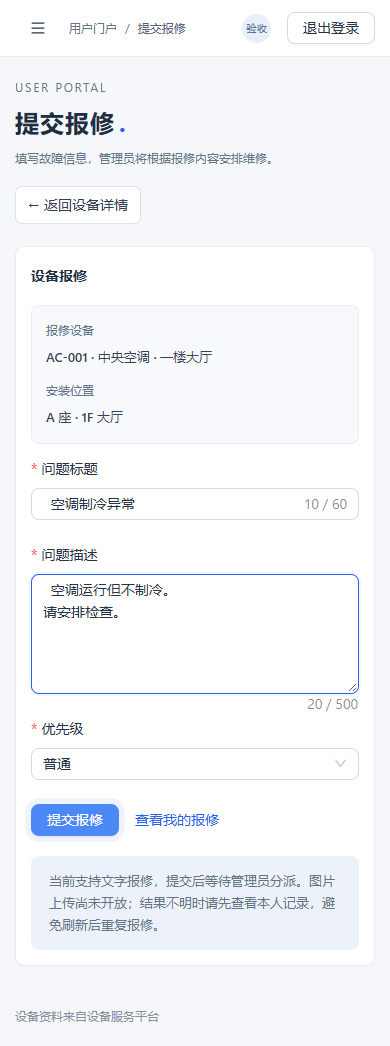 用户门户 / 提交报修
验收
退出登录
USER PORTAL
提交报修.
填写故障信息，管理员将根据报修内容安排维修。
← 返回设备详情
设备报修
报修设备
AC-001 · 中央空调 · 一楼大厅
安装位置
A 座 · 1F 大厅
* 问题标题
空调制冷异常
10 / 60
* 问题描述
空调运行但不制冷。
请安排检查。
20 / 500
* 优先级
普通
提交报修
查看我的报修
当前支持文字报修，提交后等待管理员分派。图片
上传尚未开放；结果不明时请先查看本人记录，避
免刷新后重复报修。
设备资料来自设备服务平台